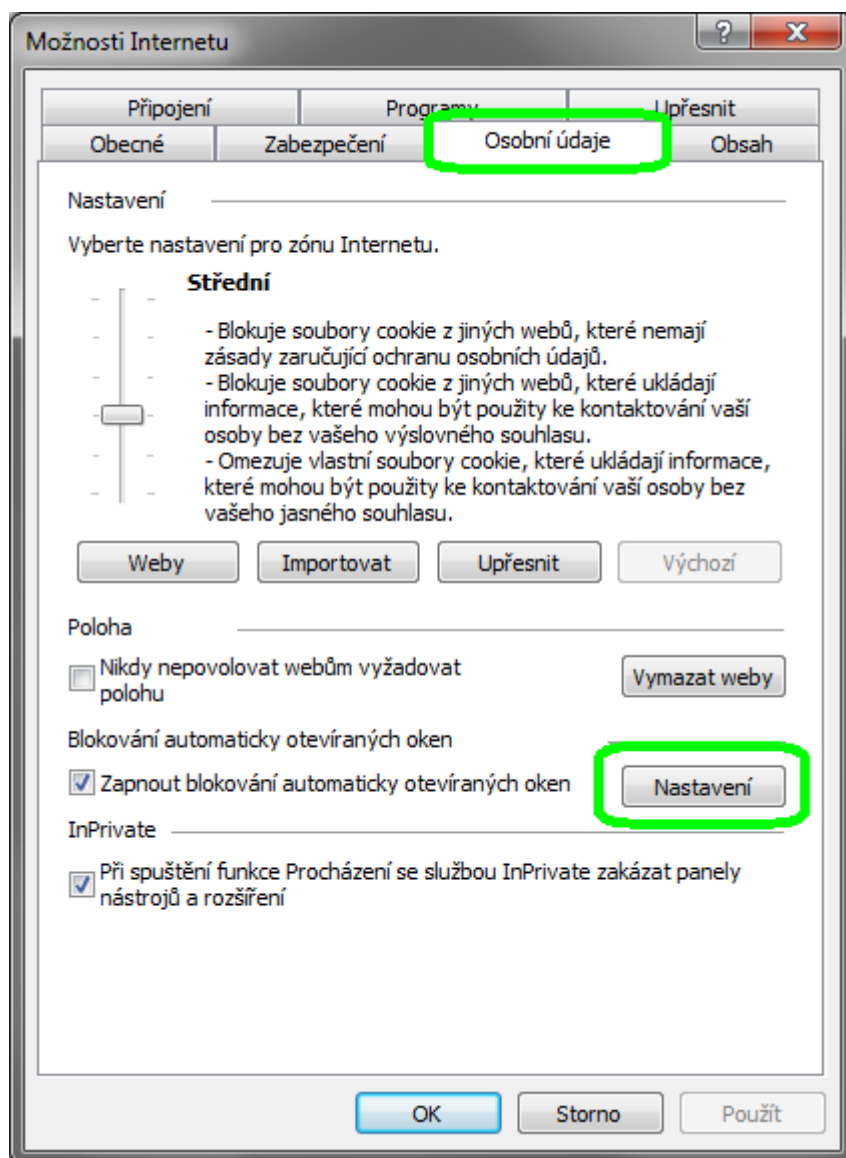 Možnosti Internetu
Připojení Programy Upřesnit
Obecné Zabezpečení Osobní údaje Obsah
Nastavení
Vyberte nastavení pro zónu Internetu.
Střední
- Blokuje soubory cookie z jiných webů, které nemají
zásady zaručující ochranu osobních údajů.
- Blokuje soubory cookie z jiných webů, které ukládají
informace, které mohou být použity ke kontaktování vaší
osoby bez vašeho výslovného souhlasu.
- Omezuje vlastní soubory cookie, které ukládají informace,
které mohou být použity ke kontaktování vaší osoby bez
vašeho jasného souhlasu.
Weby Importovat Upřesnit Výchozí
Poloha
Nikdy nepovolovat webům vyžadovat
polohu
Vymazat weby
Blokování automaticky otevíraných oken
Zapnout blokování automaticky otevíraných oken Nastavení
InPrivate
Při spuštění funkce Procházení se službou InPrivate zakázat panely
nástrojů a rozšíření
OK Storno Použít